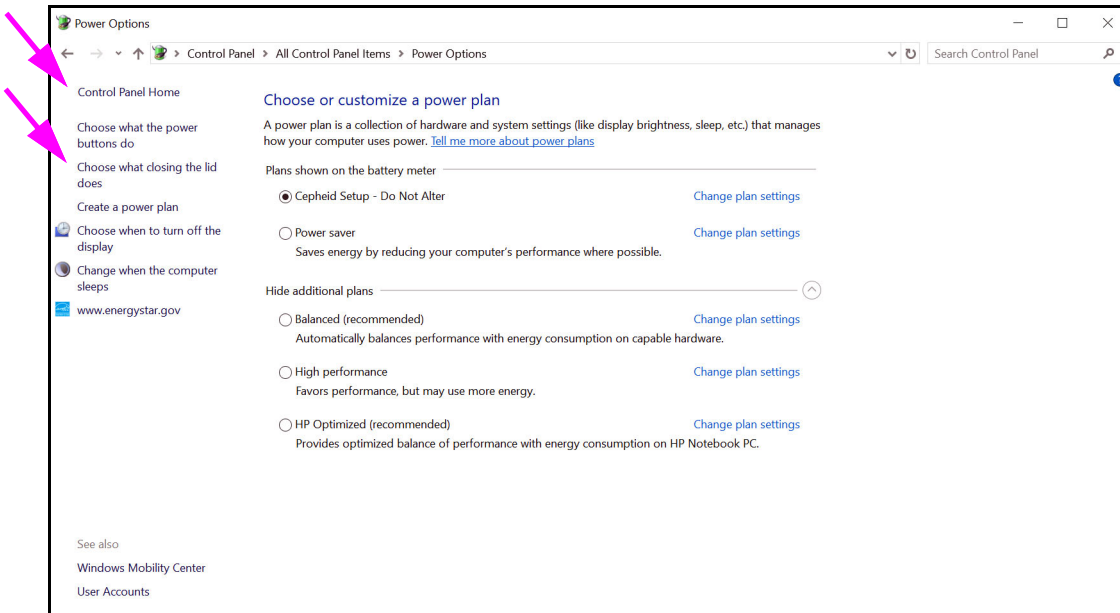 Power Options
Control Panel > All Control Panel Items > Power Options
Search Control Panel
Control Panel Home
Choose what the power
buttons do
Choose what closing the lid
does
Create a power plan
Choose when to turn off the
display
Change when the computer
sleeps
www.energystar.gov
Choose or customize a power plan
A power plan is a collection of hardware and system settings (like display brightness, sleep, etc.) that manages
how your computer uses power. Tell me more about power plans
Plans shown on the battery meter
Cepheid Setup - Do Not Alter Change plan settings
Power saver Change plan settings
Saves energy by reducing your computer's performance where possible.
Hide additional plans
Balanced (recommended) Change plan settings
Automatically balances performance with energy consumption on capable hardware.
High performance Change plan settings
Favors performance, but may use more energy.
HP Optimized (recommended) Change plan settings
Provides optimized balance of performance with energy consumption on HP Notebook PC.
See also
Windows Mobility Center
User Accounts